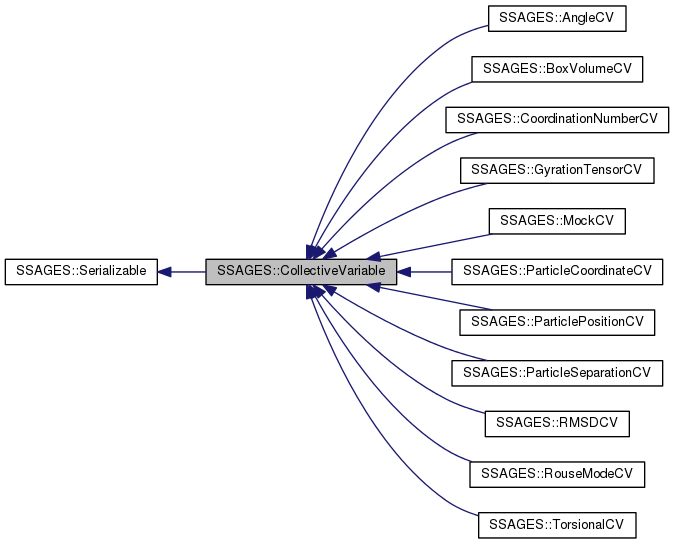 SSAGES::AngleCV
SSAGES::BoxVolumeCV
SSAGES::CoordinationNumberCV
SSAGES::GyrationTensorCV
SSAGES::MockCV
SSAGES::Serializable
SSAGES::CollectiveVariable
SSAGES::ParticleCoordinateCV
SSAGES::ParticlePositionCV
SSAGES::ParticleSeparationCV
SSAGES::RMSDCV
SSAGES::RouseModeCV
SSAGES::TorsionalCV